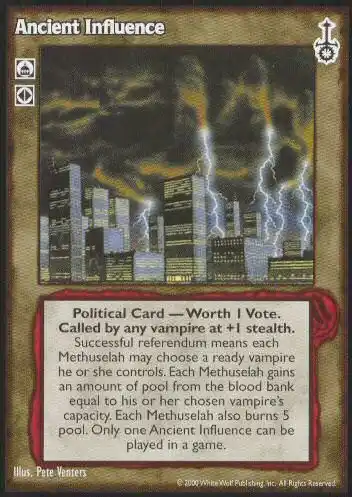 Ancient Influence
Political Card — Worth 1 Vote.
Called by any vampire at +1 stealth.
Successful referendum means each
Methuselah may choose a ready vampire
he or she controls. Each Methuselah gains
an amount of pool from the blood bank
equal to his or her chosen vampire's
capacity. Each Methuselah also burns 5
pool. Only one Ancient Influence can be
played in a game.
Illus. Pete Venters
© 2000 White Wolf Publishing, Inc. All Rights Reserved.